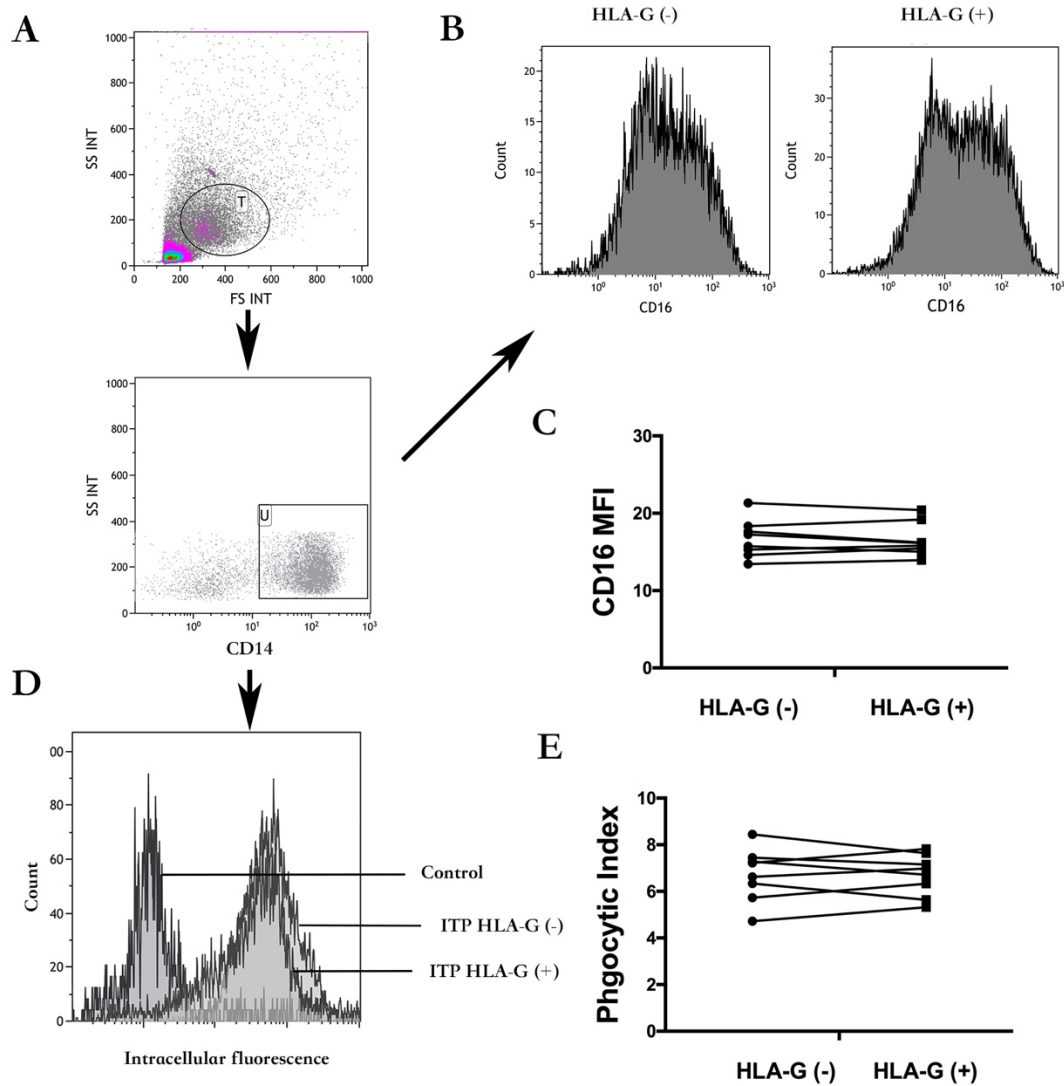 A
1000
800
600
400
200
0
SS INT
T
0 200 400 600 800 1000
FS INT
1000
800
600
400
200
0
SS INT
U
10⁰ 10¹ 10² 10³
CD14
B
HLA-G (-)
20
15
10
5
0
Count
10⁰ 10¹ 10² 10³
CD16
HLA-G (+)
30
20
10
0
Count
10⁰ 10¹ 10² 10³
CD16
C
30
20
10
0
CD16 MFI
HLA-G (-) HLA-G (+)
D
00
80
60
40
20
0
Count
Control
ITP HLA-G (-)
ITP HLA-G (+)
Intracellular fluorescence
E
10
8
6
4
2
0
Phgocytic Index
HLA-G (-) HLA-G (+)